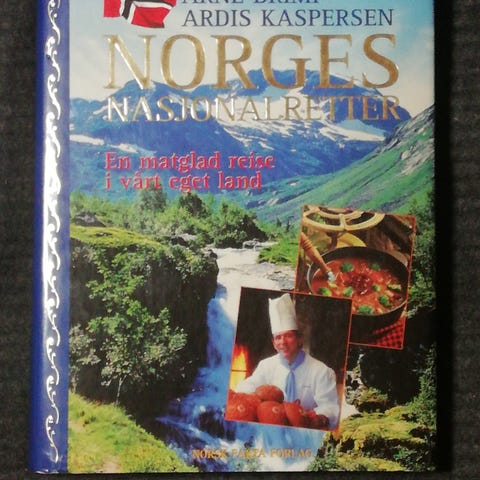 ARNE BRIMI
ARDIS KASPERSEN
NORGES
NASJONALRETTER
En matglad reise
i vårt eget land
NORSK FAKTA FORLAG